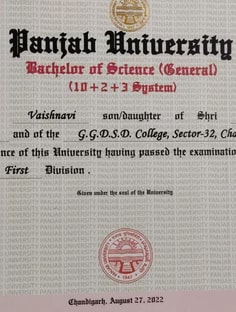 Panjab University
Bachelor of Science (General)
(10+2+3 System)
Vaishnavi son/daughter of Shri
and of the G.G.D.S.D. College, Sector-32, Cha
nce of this University having passed the examinatio
First Division.
Given under the seal of the University
Chandigarh, August 27, 2022